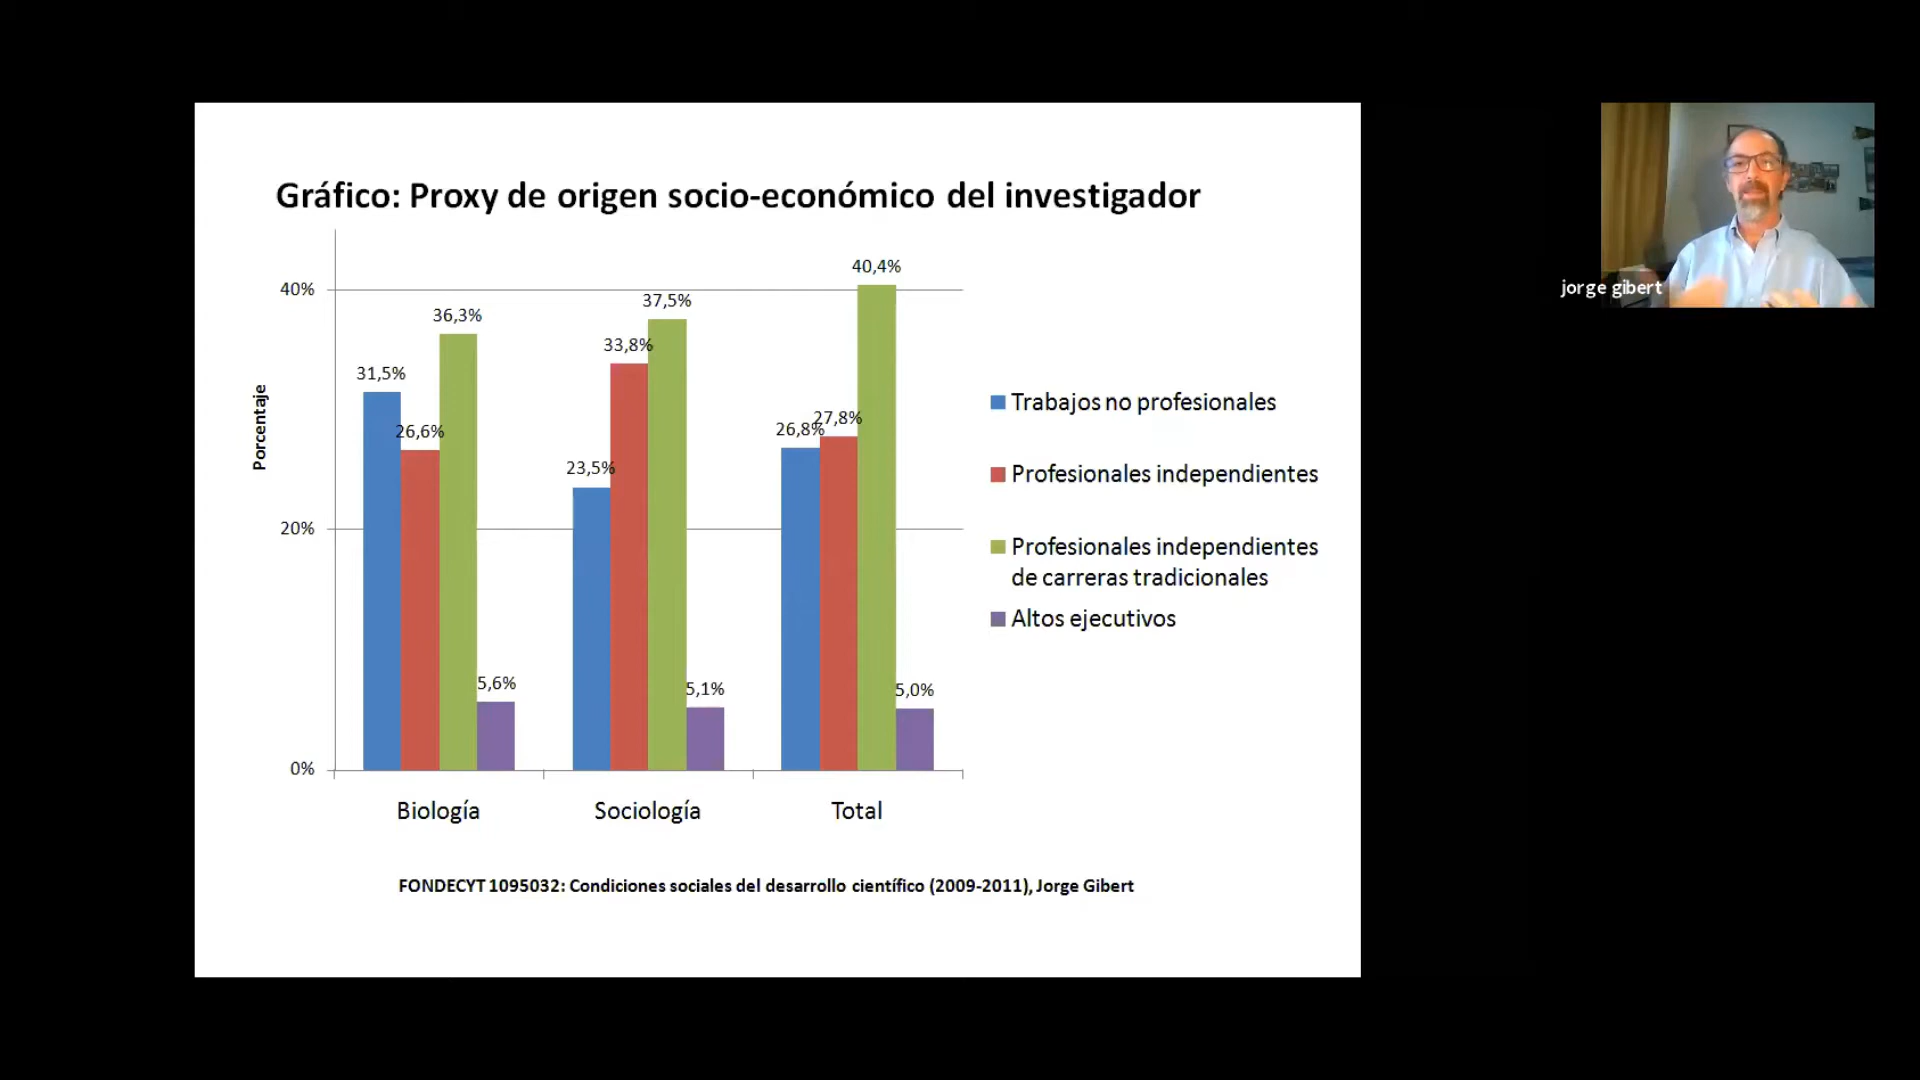 Gráfico: Proxy de origen socio-económico del investigador
40,4%
40%
37,5%
36,3%
33,8%
31,5%
27,8%
26,8%
26,6%
23,5%
Porcentaje
20%
5,6%
5,1%
5,0%
0%
Biología
Sociología
Total
Trabajos no profesionales
Profesionales independientes
Profesionales independientes
de carreras tradicionales
Altos ejecutivos
FONDECYT 1095032: Condiciones sociales del desarrollo científico (2009-2011), Jorge Gibert
jorge gibert